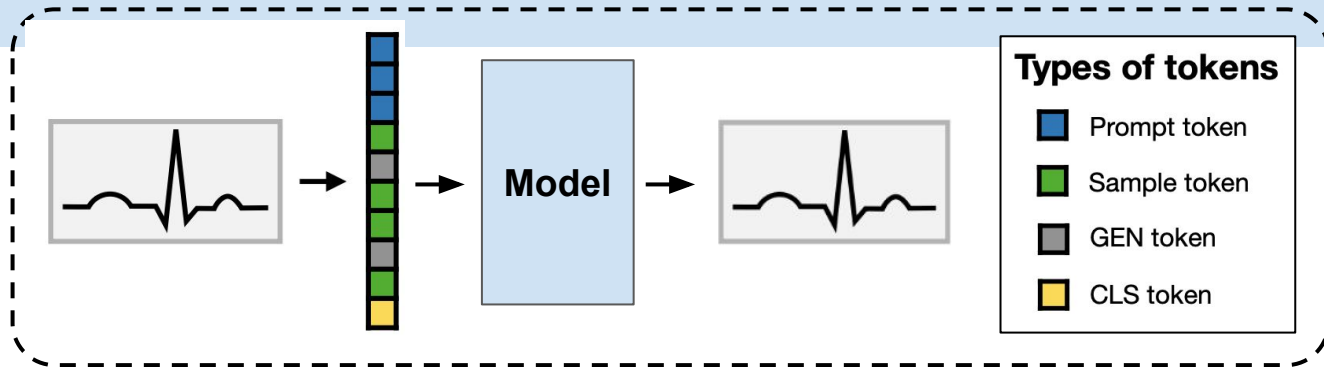 Model
Types of tokens
Prompt token
Sample token
GEN token
CLS token